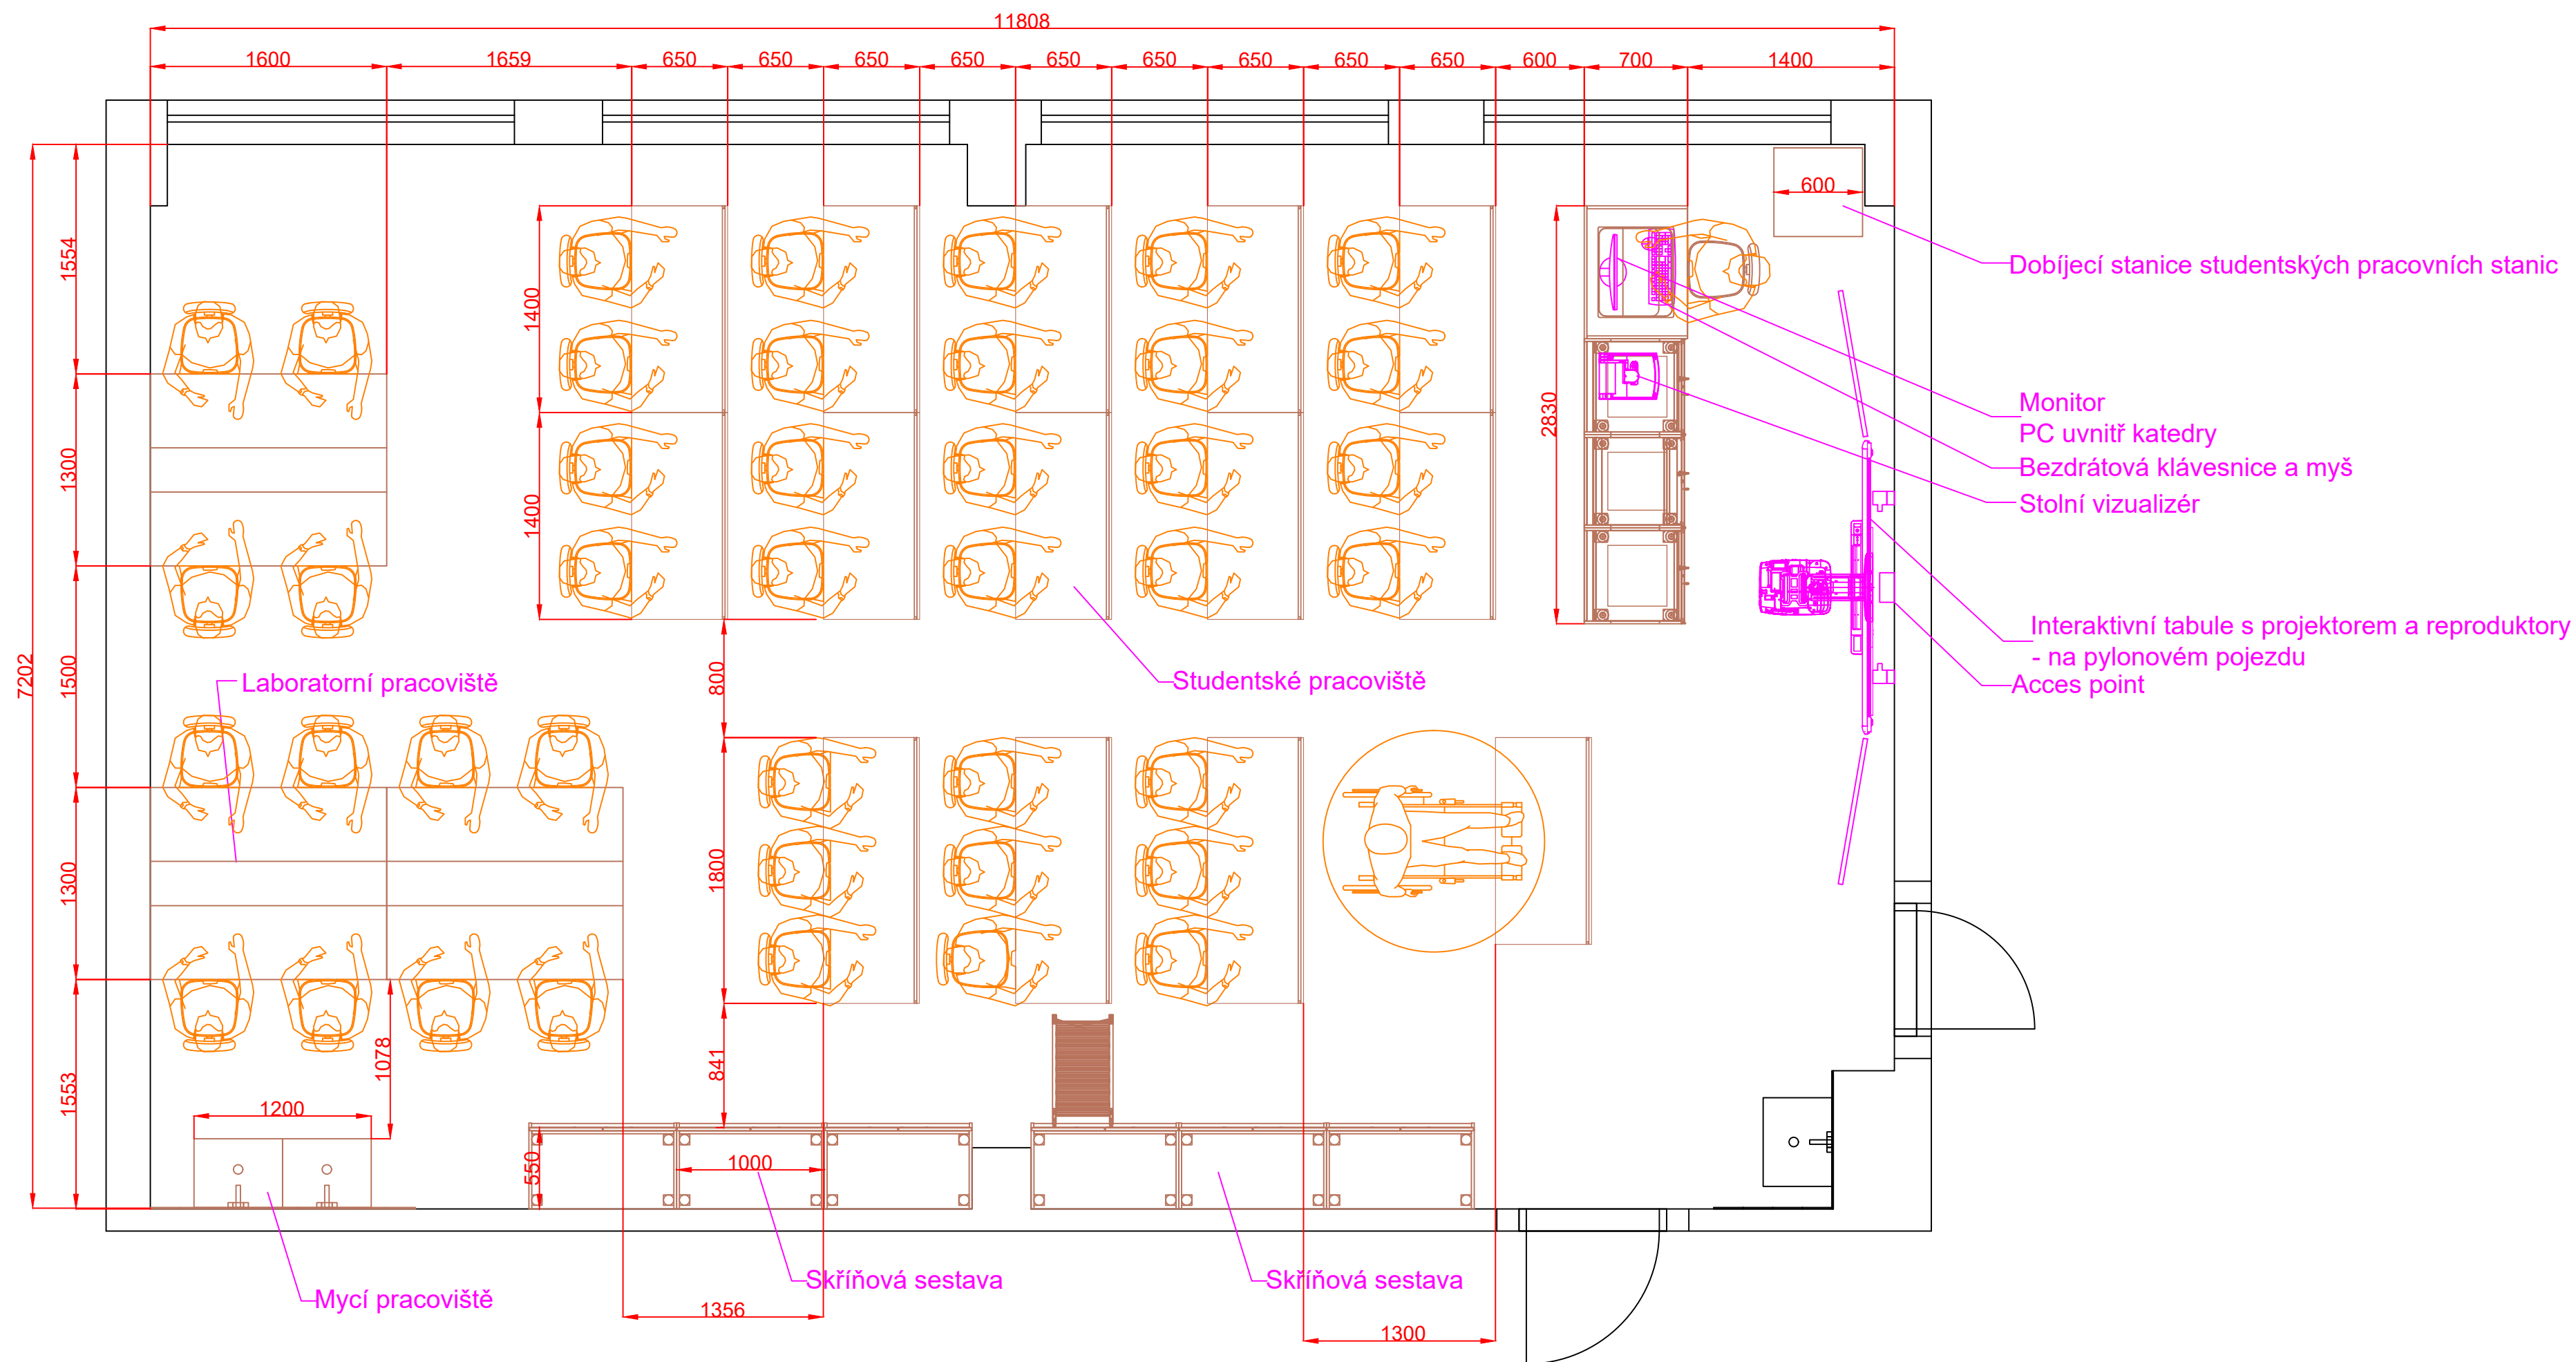 11808
1600
1659
650
650
650
650
650
650
650
650
650
600
700
1400
600
1554
1300
1500
1300
1553
7202
1400
1400
2830
800
1800
841
1078
1200
550
1000
1356
1300
Dobíjecí stanice studentských pracovních stanic
Monitor
PC uvnitř katedry
Bezdrátová klávesnice a myš
Stolní vizualizér
Interaktivní tabule s projektorem a reproduktory
- na pylonovém pojezdu
Acces point
Laboratorní pracoviště
Studentské pracoviště
Skříňová sestava
Skříňová sestava
Mycí pracoviště